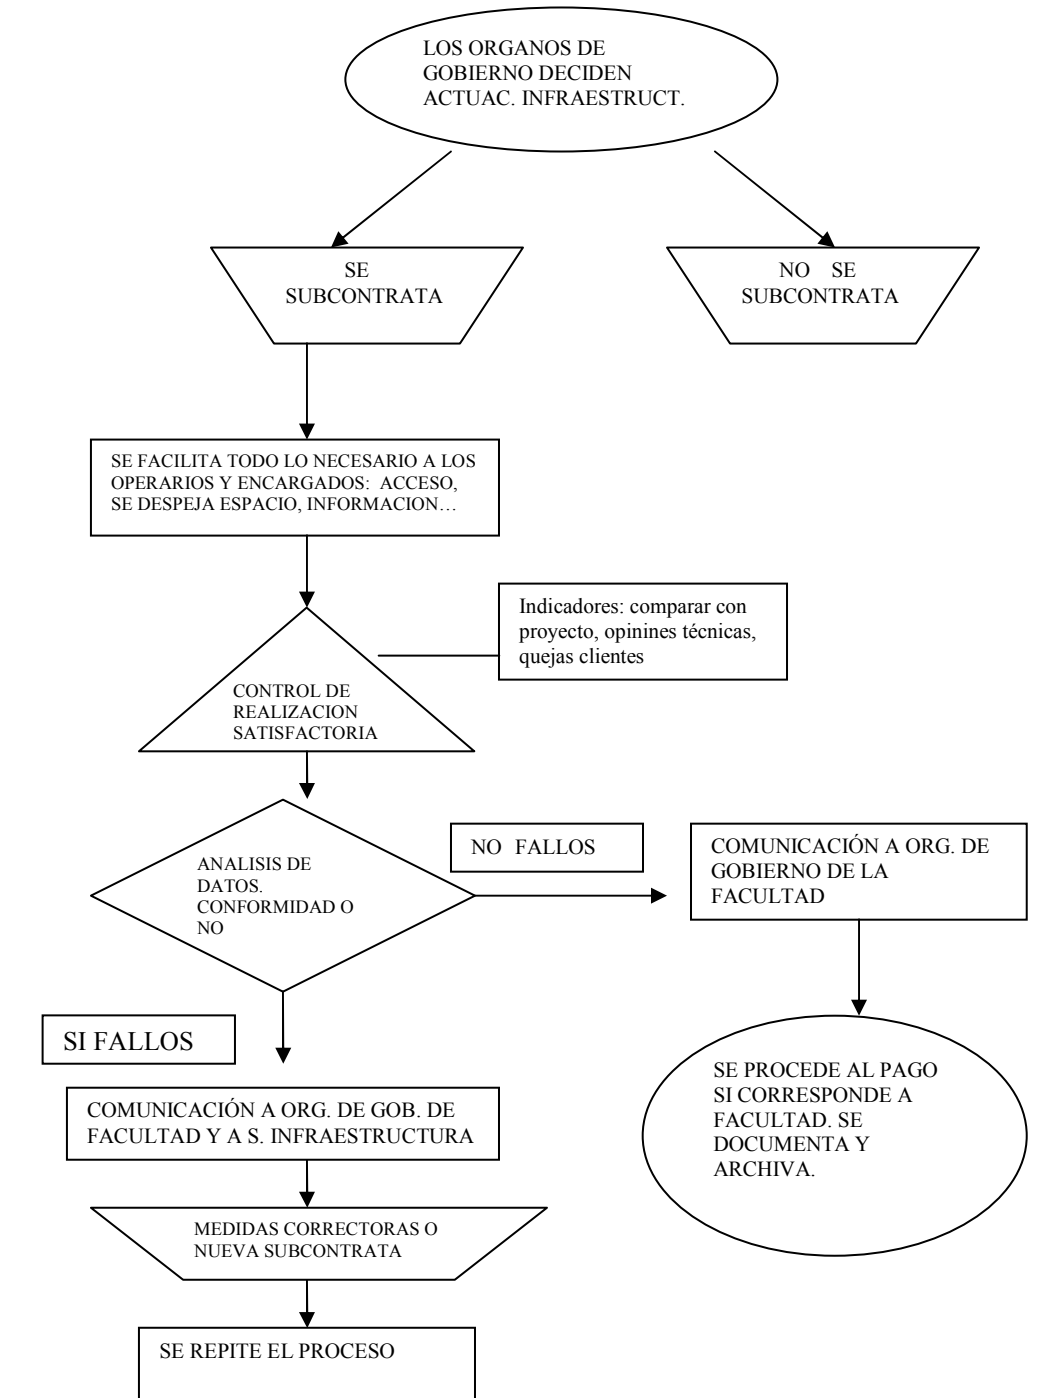 LOS ORGANOS DE
GOBIERNO DECIDEN
ACTUAC. INFRAESTRUCT.
SE
SUBCONTRATA
NO SE
SUBCONTRATA
SE FACILITA TODO LO NECESARIO A LOS
OPERARIOS Y ENCARGADOS: ACCESO,
SE DESPEJA ESPACIO, INFORMACION…
Indicadores: comparar con
proyecto, opinines técnicas,
quejas clientes
CONTROL DE
REALIZACION
SATISFACTORIA
ANALISIS DE
DATOS.
CONFORMIDAD O
NO
NO FALLOS
COMUNICACIÓN A ORG. DE
GOBIERNO DE LA
FACULTAD
SI FALLOS
SE PROCEDE AL PAGO
SI CORRESPONDE A
FACULTAD. SE
DOCUMENTA Y
ARCHIVA.
COMUNICACIÓN A ORG. DE GOB. DE
FACULTAD Y A S. INFRAESTRUCTURA
MEDIDAS CORRECTORAS O
NUEVA SUBCONTRATA
SE REPITE EL PROCESO